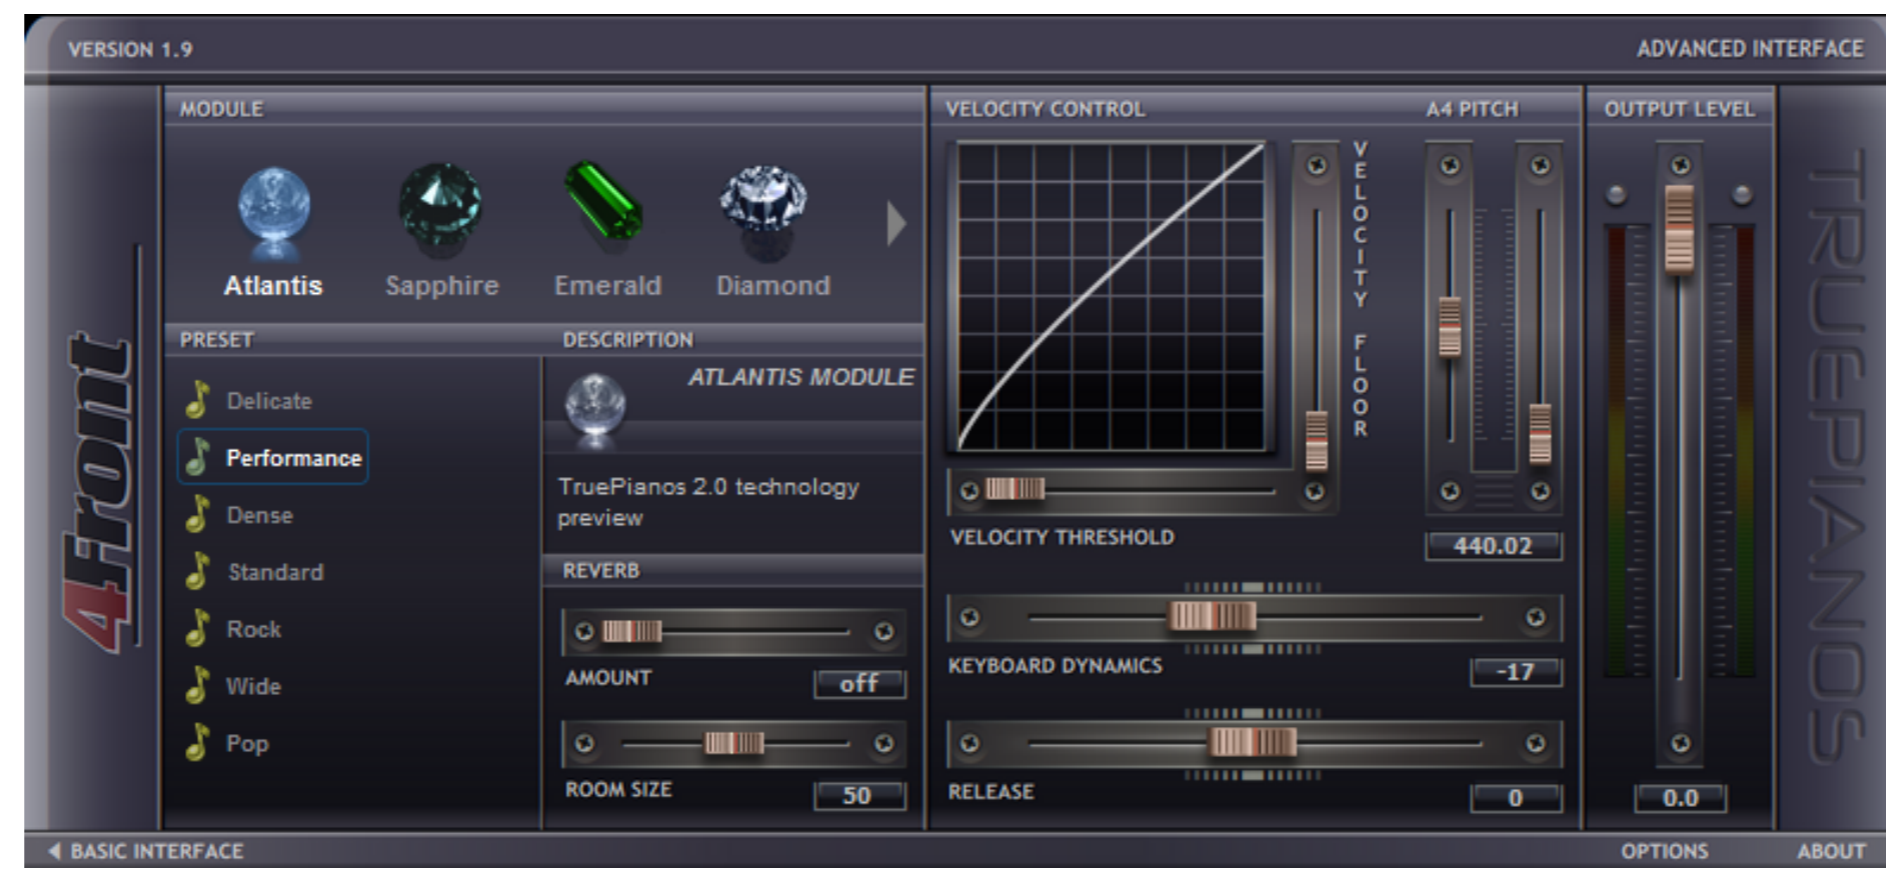 VERSION 1.9
ADVANCED INTERFACE
MODULE
Atlantis
Sapphire
Emerald
Diamond
PRESET
Delicate
Performance
Dense
Standard
Rock
Wide
Pop
DESCRIPTION
ATLANTIS MODULE
TruePianos 2.0 technology
preview
REVERB
AMOUNT
off
ROOM SIZE
50
VELOCITY CONTROL
VELOCITY FLOOR
VELOCITY THRESHOLD
A4 PITCH
440.02
KEYBOARD DYNAMICS
-17
RELEASE
0
OUTPUT LEVEL
0.0
4Front
TRUEPIANOS
BASIC INTERFACE
OPTIONS
ABOUT